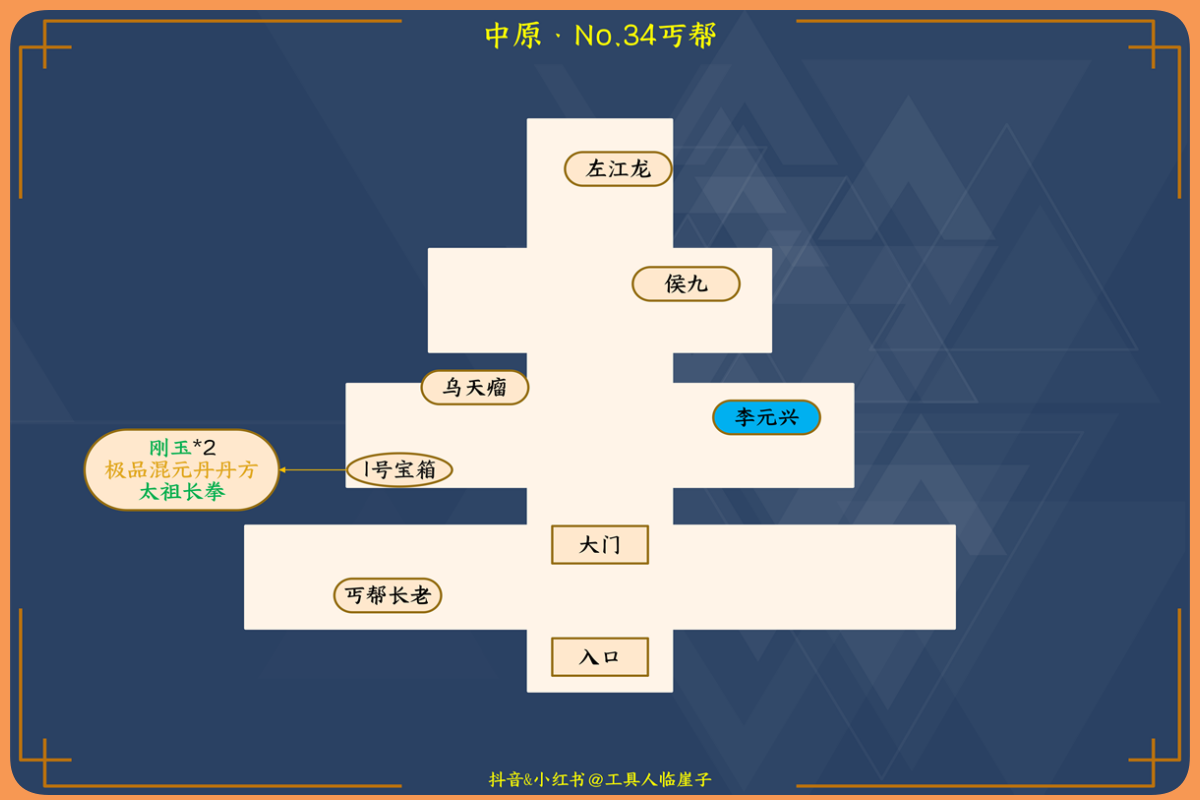 中原·No.34丐帮
左江龙
侯九
乌天瘤
李元兴
刚玉*2
极品混元丹丹方
太祖长拳
1号宝箱
大门
丐帮长老
入口
抖音&小红书@工具人临崖子